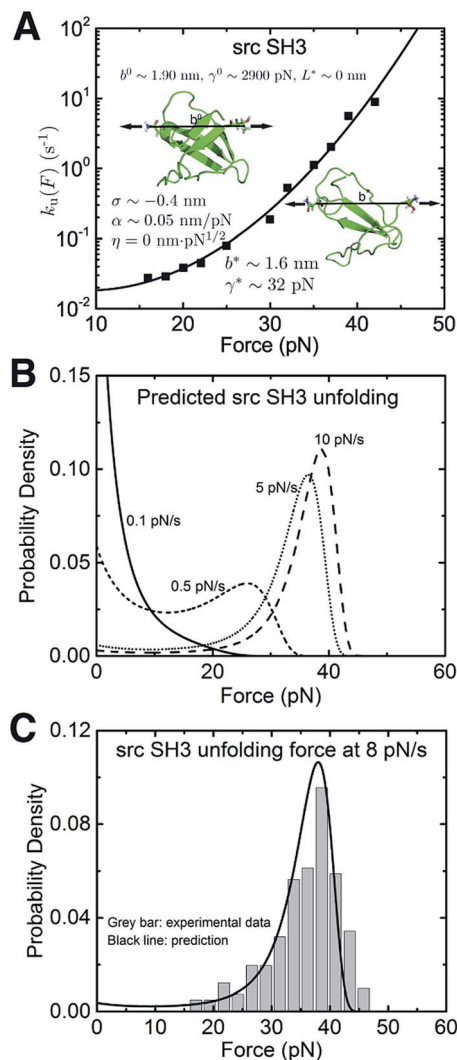 A
src SH3
b⁰ ∼ 1.90 nm, γ⁰ ∼ 2900 pN, L* ∼ 0 nm
b⁰
σ ∼ −0.4 nm
α ∼ 0.05 nm/pN
η = 0 nm·pN^{1/2}
b*
b* ∼ 1.6 nm
γ* ∼ 32 pN
k_u(F) (s⁻¹)
10²
10¹
10⁰
10⁻¹
10⁻²
10 20 30 40 50
Force (pN)
B
Predicted src SH3 unfolding
10 pN/s
5 pN/s
0.1 pN/s
0.5 pN/s
Probability Density
0.15
0.10
0.05
0.00
0 20 40 60
Force (pN)
C
src SH3 unfolding force at 8 pN/s
Grey bar: experimental data
Black line: prediction
Probability Density
0.12
0.08
0.04
0.00
0 10 20 30 40 50 60
Force (pN)